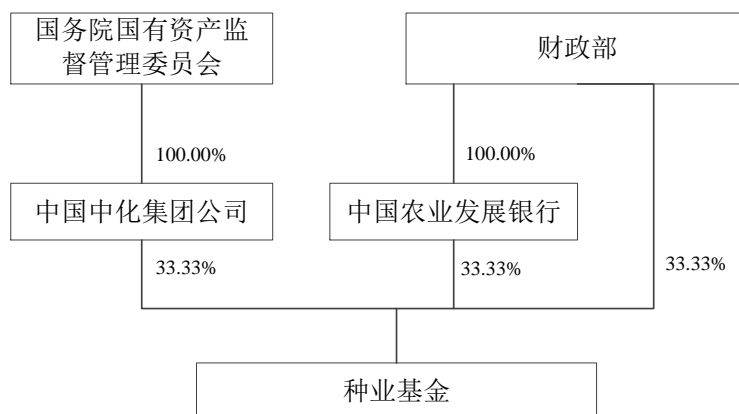 国务院国有资产监
督管理委员会
财政部
100.00%
100.00%
中国中化集团公司
中国农业发展银行
33.33%
33.33%
33.33%
种业基金